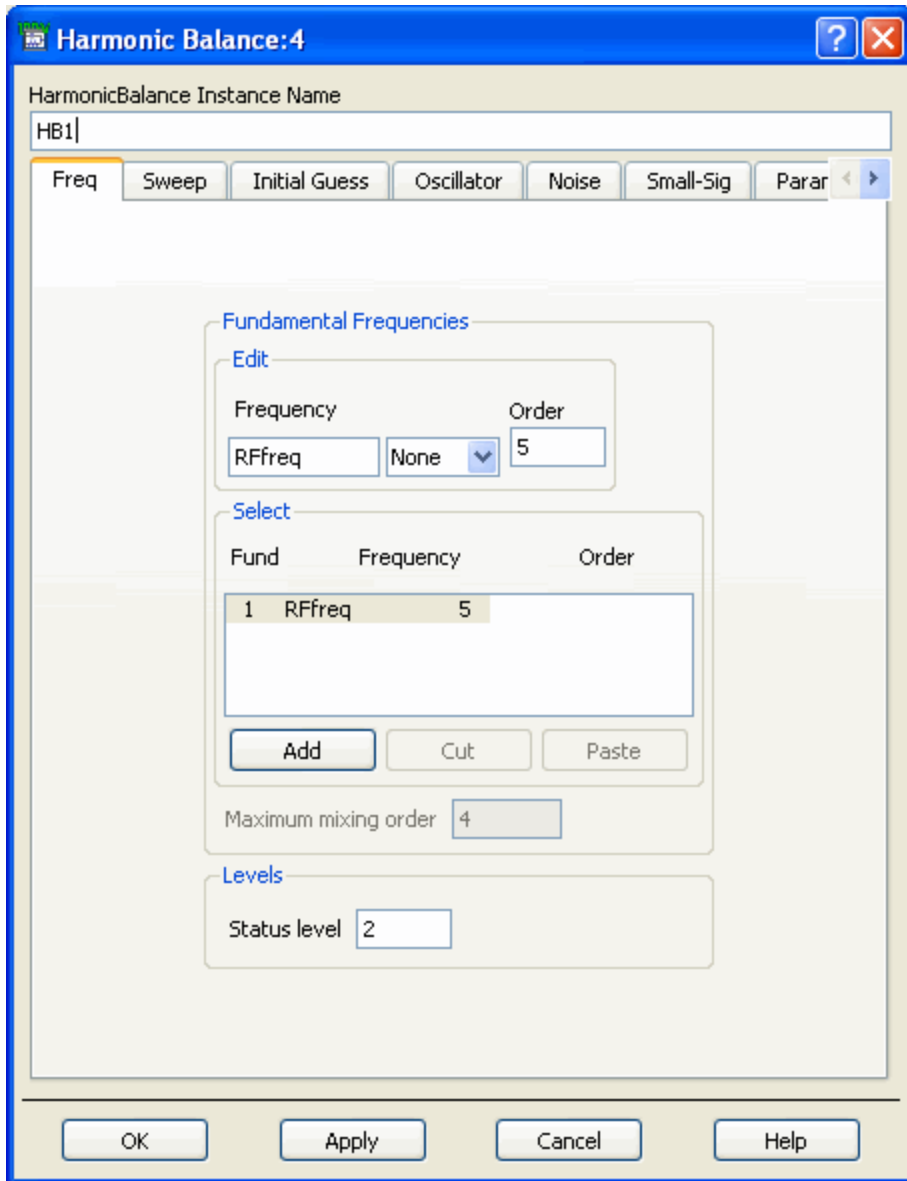 Harmonic Balance:4
HarmonicBalance Instance Name
HB1
Freq Sweep Initial Guess Oscillator Noise Small-Sig Parar
Fundamental Frequencies
Edit
Frequency Order
RFfreq None 5
Select
Fund Frequency Order
1 RFfreq 5
Add Cut Paste
Maximum mixing order 4
Levels
Status level 2
OK Apply Cancel Help